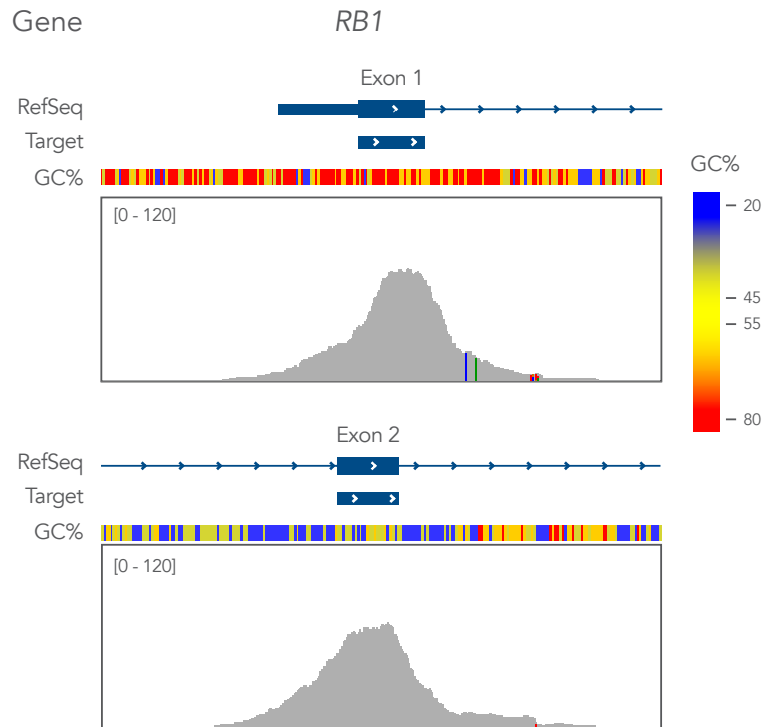 Gene RB1
Exon 1
RefSeq
Target
GC%
GC%
[0 - 120]
20
45
55
80
Exon 2
RefSeq
Target
GC%
[0 - 120]